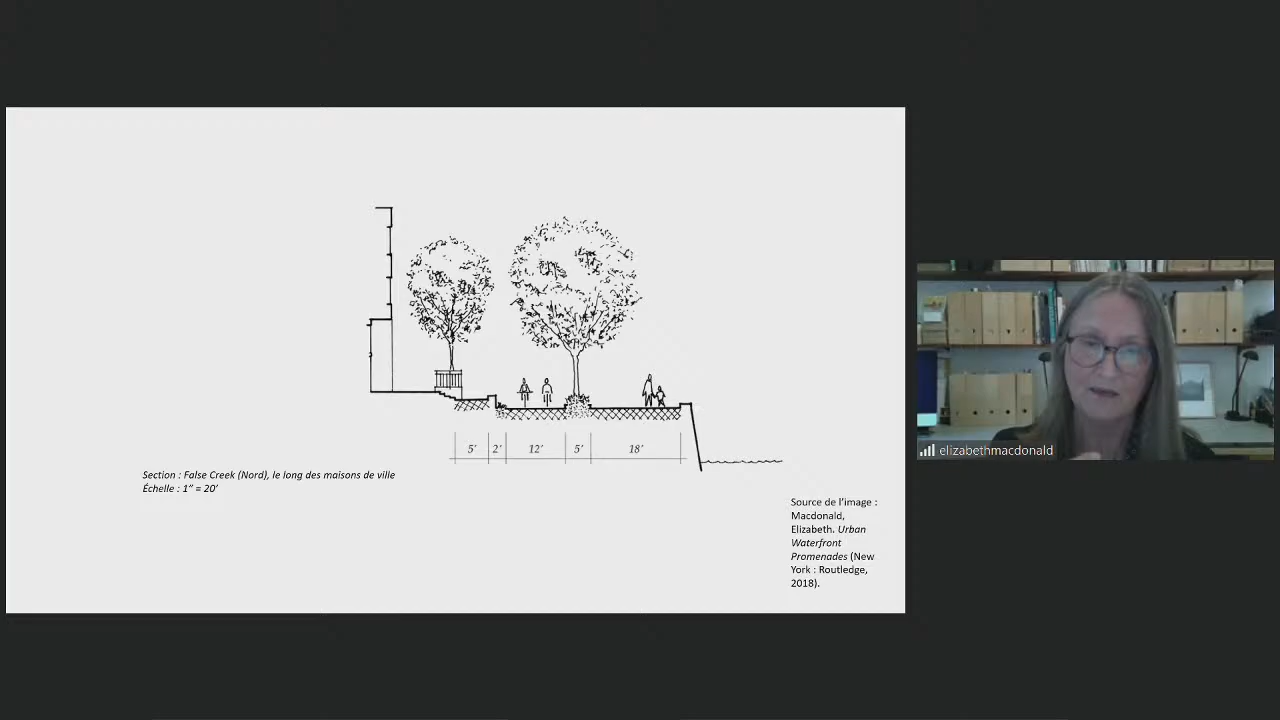 5’ 2’ 12’ 5’ 18’
Section : False Creek (Nord), le long des maisons de ville
Échelle : 1” = 20’
Source de l’image :
Macdonald,
Elizabeth. Urban
Waterfront
Promenades (New
York : Routledge,
2018).
elizabethmacdonald